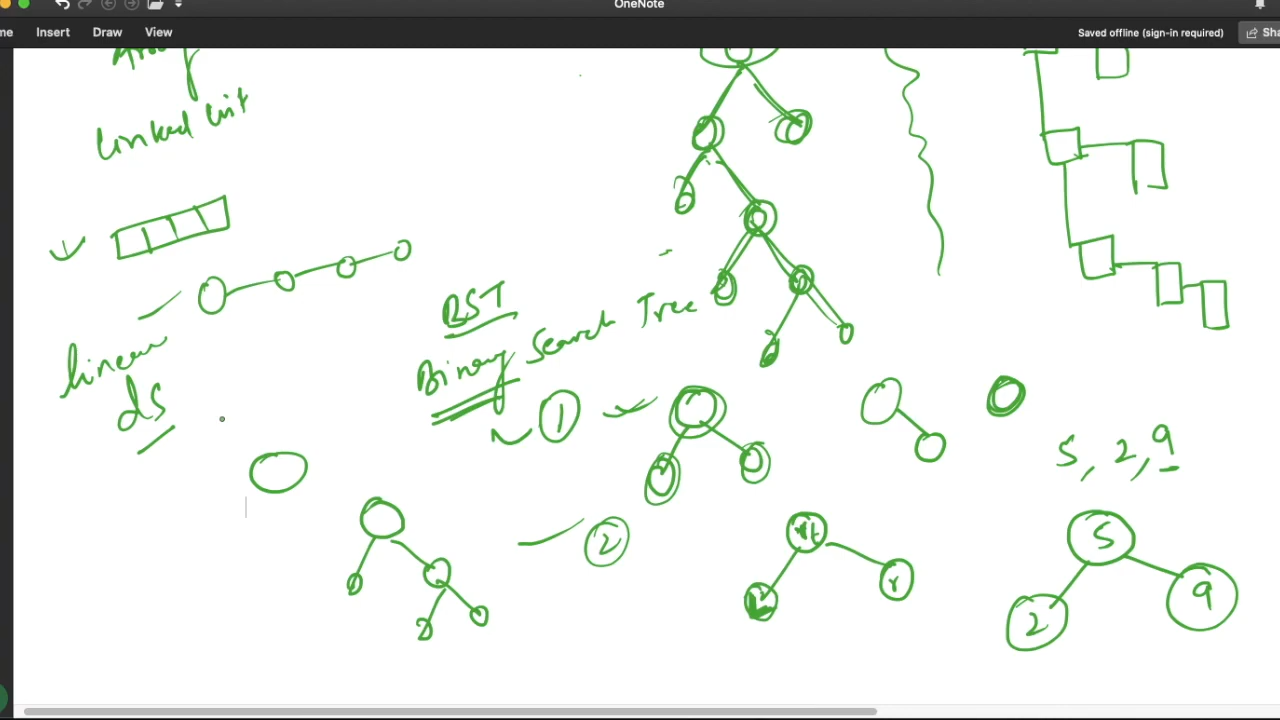 OneNote
Insert Draw View
Saved offline (sign-in required)
Linked list
linear
ds
BST
Binary Search Tree
1
5, 2, 9
2
rt
L r
5
2 9